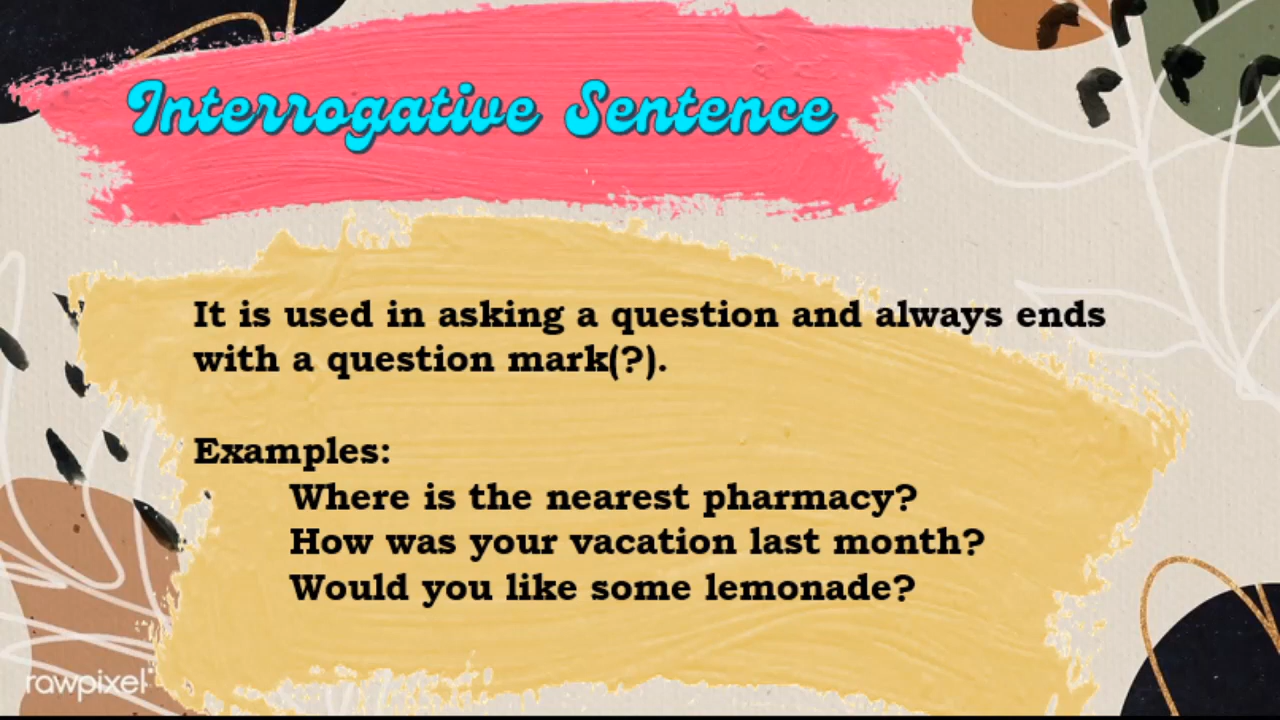 Interrogative Sentence
It is used in asking a question and always ends
with a question mark(?).
Examples:
Where is the nearest pharmacy?
How was your vacation last month?
Would you like some lemonade?
rawpixel